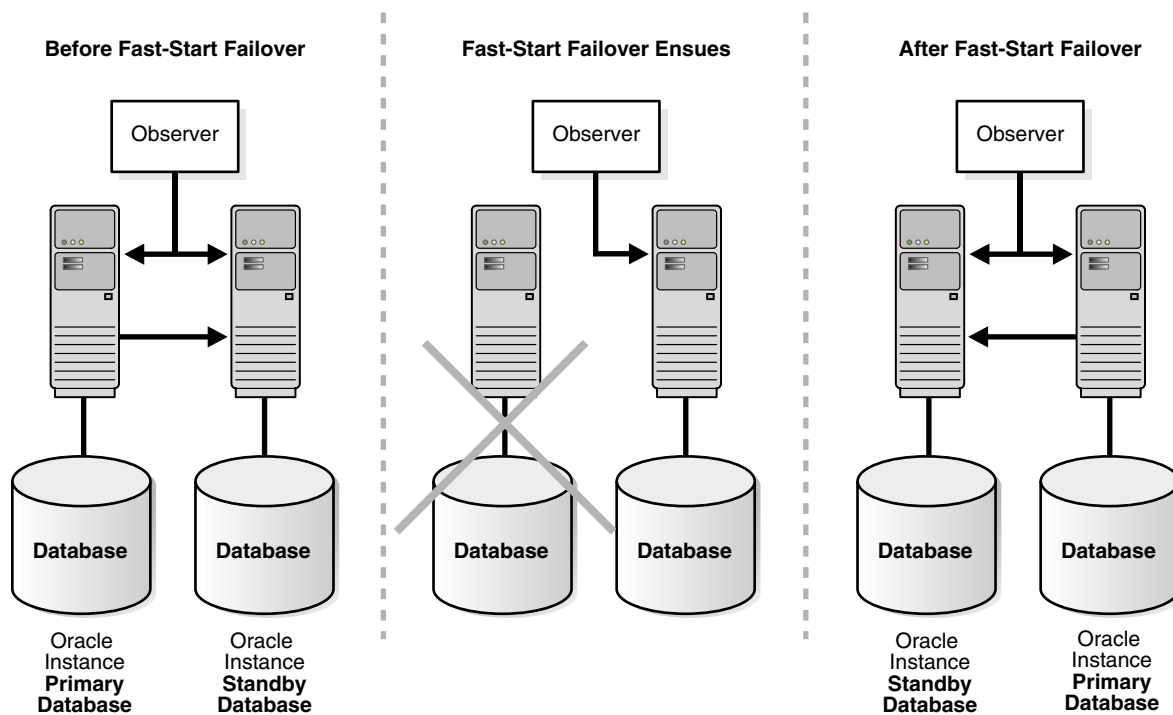 Before Fast-Start Failover
Fast-Start Failover Ensues
After Fast-Start Failover
Observer
Observer
Observer
Database
Database
Database
Database
Database
Database
Oracle
Instance
Primary
Database
Oracle
Instance
Standby
Database
Oracle
Instance
Standby
Database
Oracle
Instance
Primary
Database